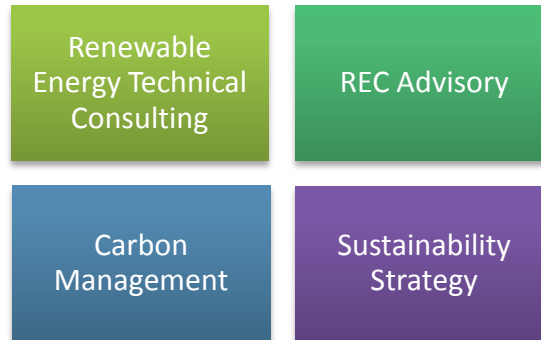 Renewable
Energy Technical
Consulting
REC Advisory
Carbon
Management
Sustainability
Strategy